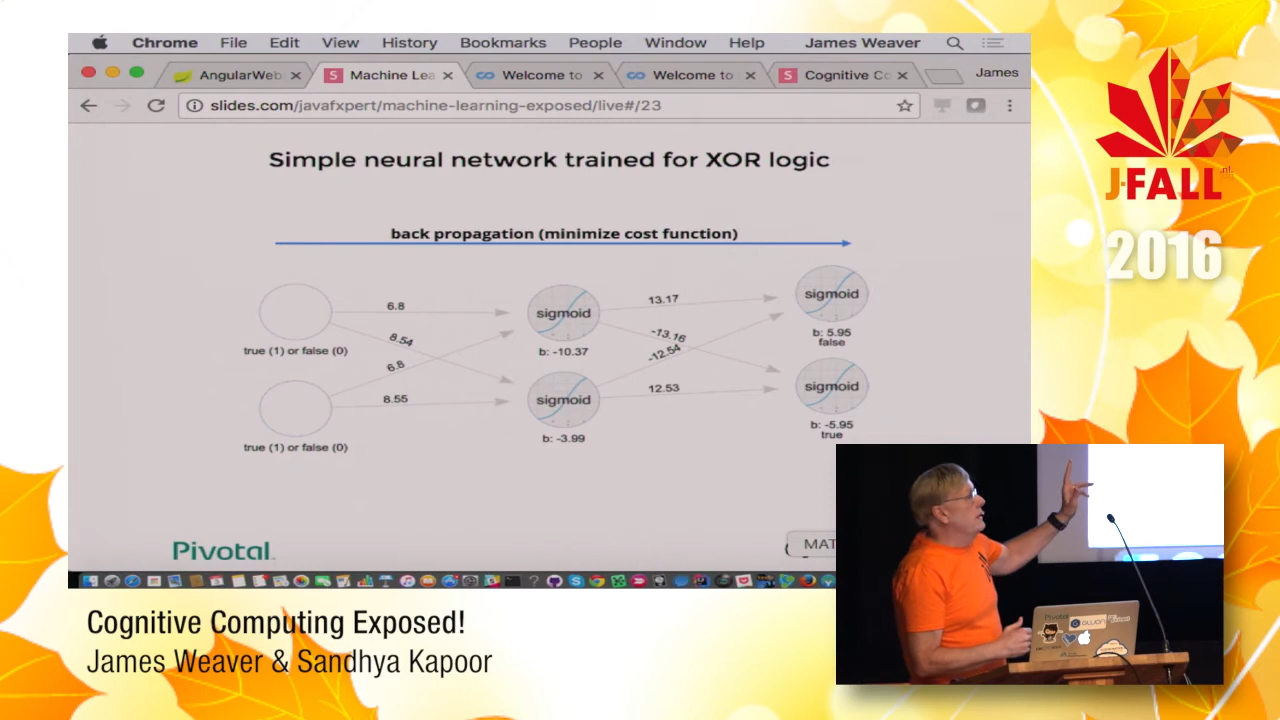 Chrome File Edit View History Bookmarks People Window Help James Weaver
AngularWeb Machine Lea Welcome to Welcome to Cognitive Co James
slides.com/javafxpert/machine-learning-exposed/live#/23
J-FALL.nl
2016
Simple neural network trained for XOR logic
back propagation (minimize cost function)
6.8
8.54
6.8
8.55
true (1) or false (0)
true (1) or false (0)
sigmoid
b: -10.37
sigmoid
b: -3.99
13.17
-13.16
-12.54
12.53
sigmoid
b: 5.95
false
sigmoid
b: -5.95
true
Pivotal
MAT
Cognitive Computing Exposed!
James Weaver & Sandhya Kapoor
Pivotal